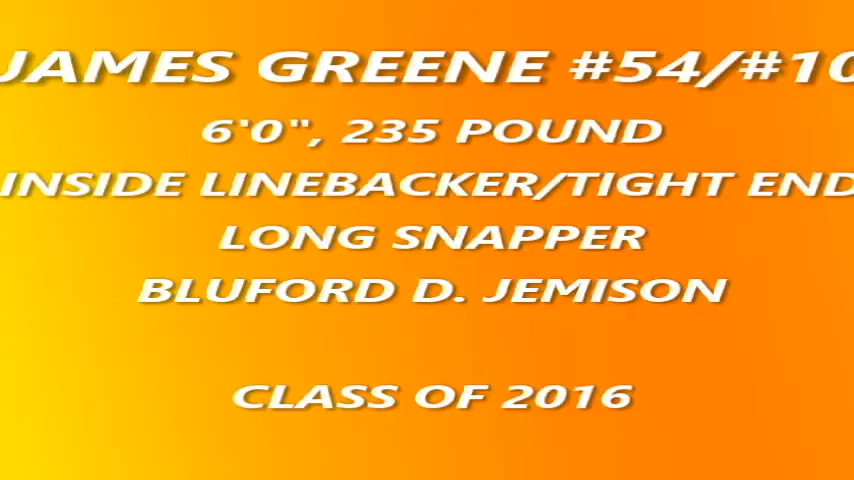 JAMES GREENE #54/#10
6'0", 235 POUND
INSIDE LINEBACKER/TIGHT END
LONG SNAPPER
BLUFORD D. JEMISON
CLASS OF 2016